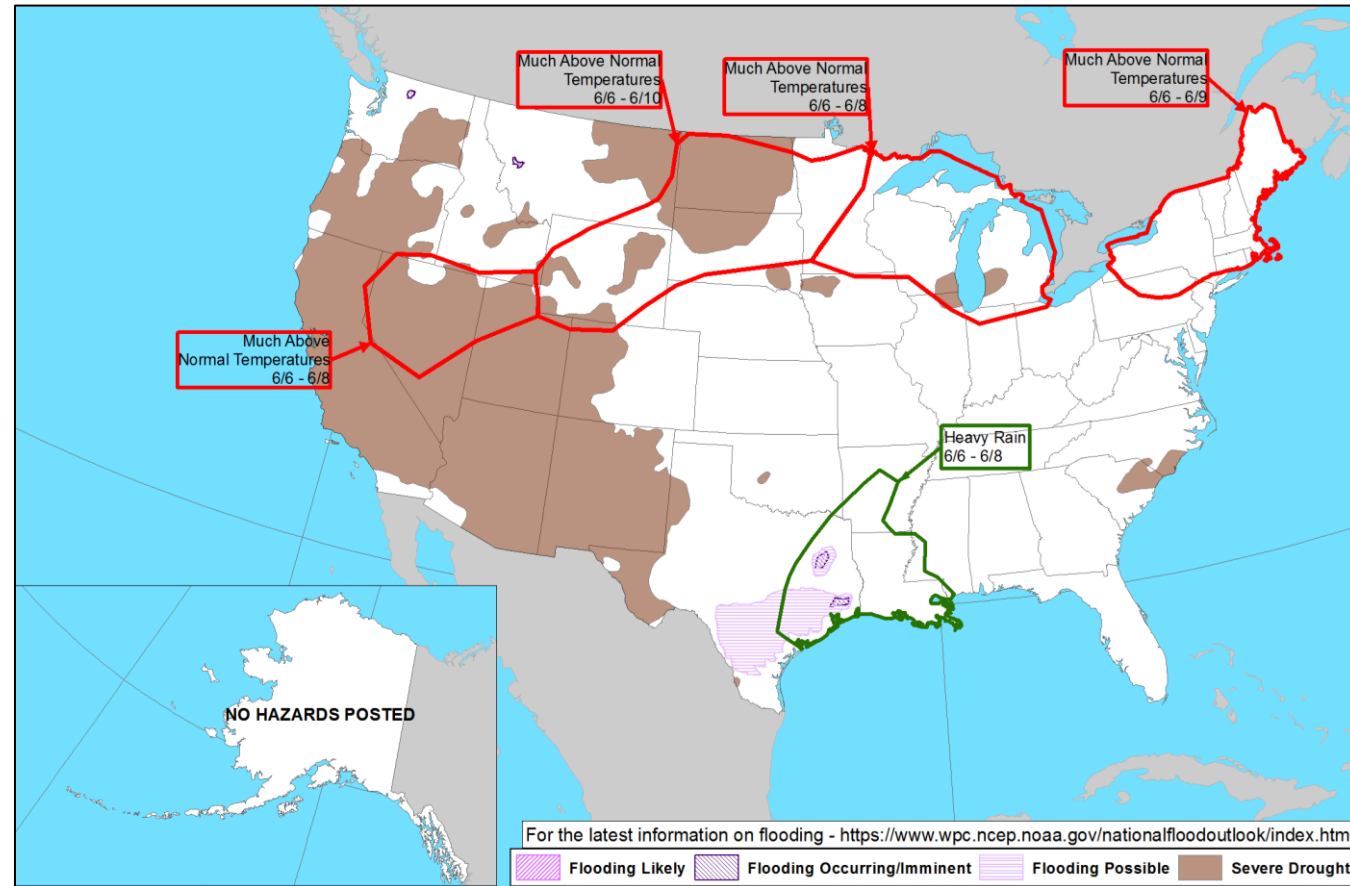 Much Above Normal
Temperatures
6/6 - 6/10
Much Above Normal
Temperatures
6/6 - 6/8
Much Above Normal
Temperatures
6/6 - 6/9
Much Above
Normal Temperatures
6/6 - 6/8
Heavy Rain
6/6 - 6/8
NO HAZARDS POSTED
For the latest information on flooding - https://www.wpc.ncep.noaa.gov/nationalfloodoutlook/index.htm
Flooding Likely Flooding Occurring/Imminent Flooding Possible Severe Drought